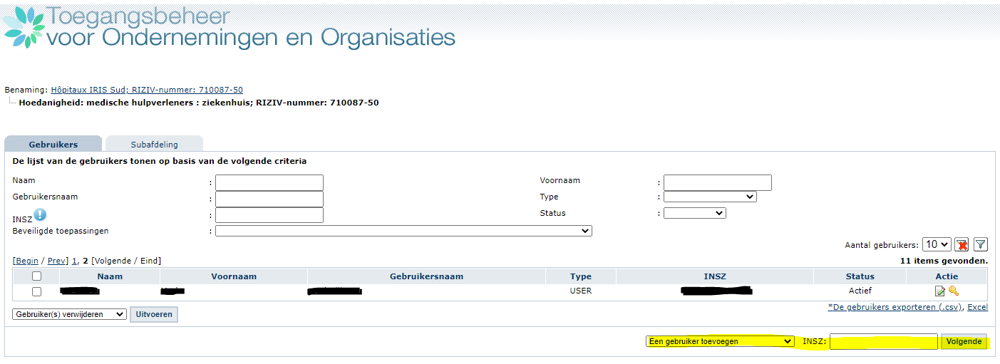 Toegangsbeheer
voor Ondernemingen en Organisaties
Benaming: Hôpitaux IRIS Sud; RIZIV-nummer: 710087-50
Hoedanigheid: medische hulpverleners : ziekenhuis; RIZIV-nummer: 710087-50
Gebruikers Subafdeling
De lijst van de gebruikers tonen op basis van de volgende criteria
Naam : Voornaam :
Gebruikersnaam : Type :
INSZ : Status :
Beveiligde toepassingen :
Aantal gebruikers: 10
[Begin / Prev] 1, 2 [Volgende / Eind] 11 items gevonden.
Naam Voornaam Gebruikersnaam Type INSZ Status Actie
USER Actief
Gebruiker(s) verwijderen Uitvoeren *De gebruikers exporteren (.csv), Excel
Een gebruiker toevoegen INSZ: Volgende